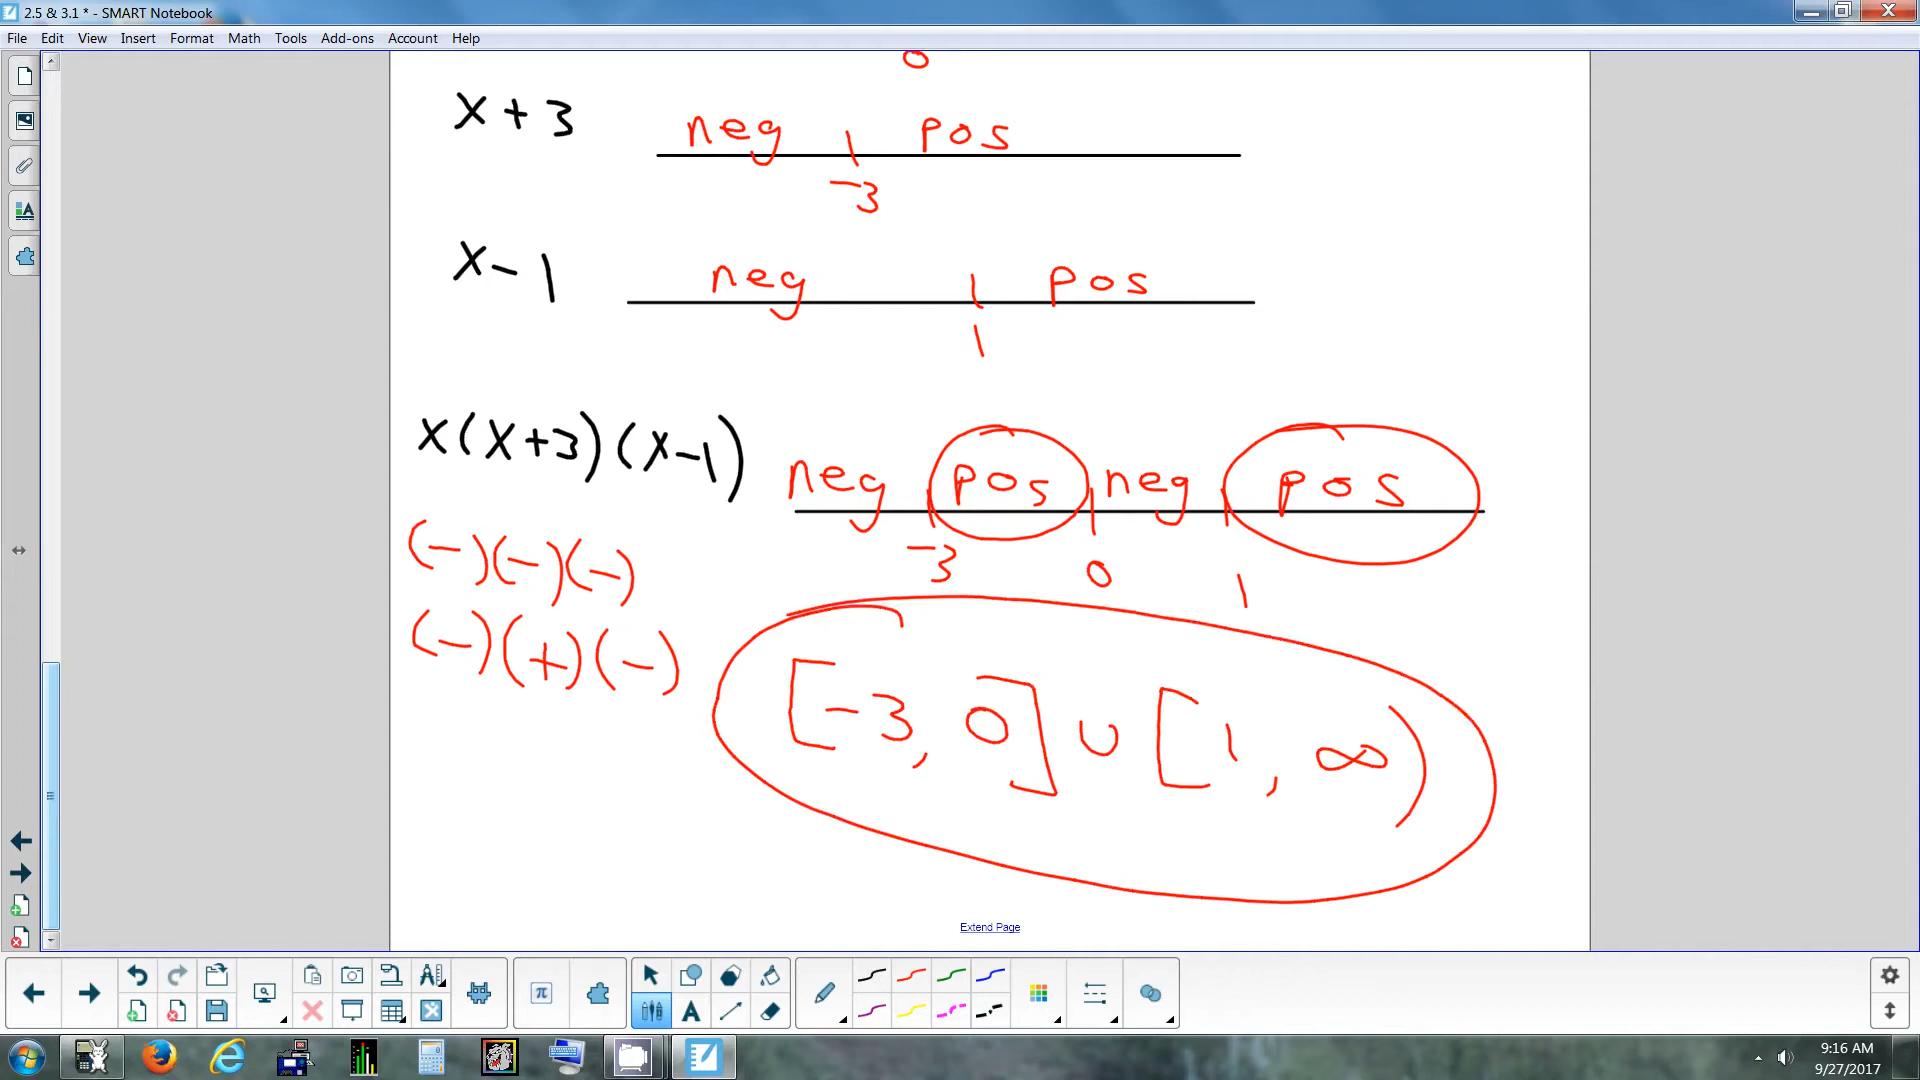 2.5 & 3.1 * - SMART Notebook
File Edit View Insert Format Math Tools Add-ons Account Help
0
x + 3 neg pos
-3
x - 1 neg pos
1
x(x+3)(x-1) neg pos neg pos
-3 0 1
(-)(-)(-)
(-)(+)(-)
[-3, 0] ∪ [1, ∞)
Extend Page
π
A
9:16 AM
9/27/2017